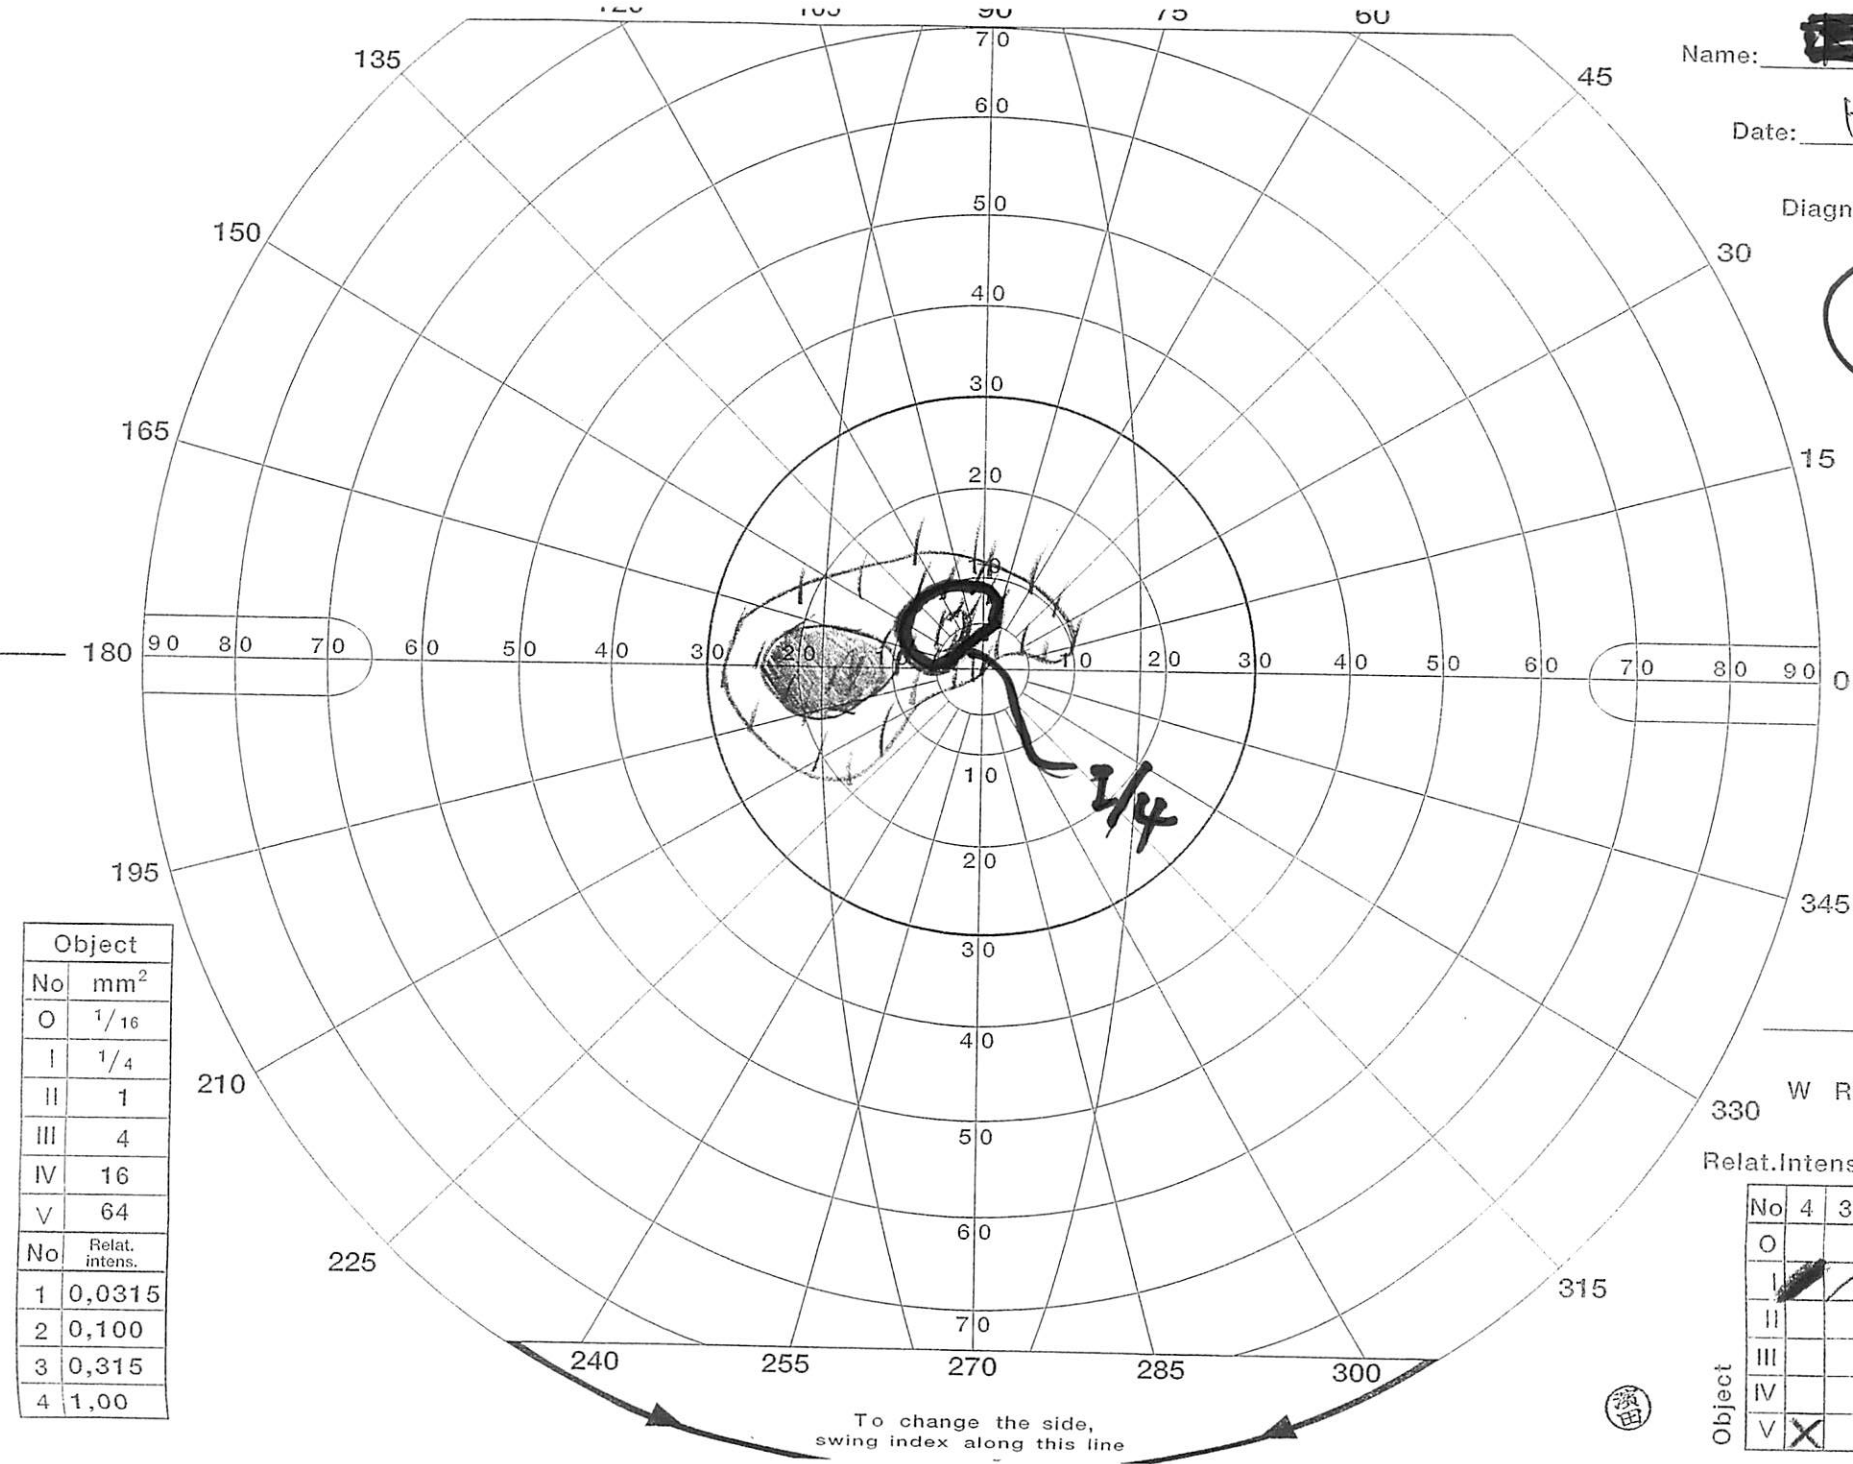 90
75
60
135
45
150
30
165
15
180
0
195
345
210
330
225
315
240
255
270
285
300
70
60
50
40
30
20
10
10
20
30
40
50
60
70
90 80 70 60 50 40 30 20
10 20 30 40 50 60 70 80 90
I/4
Name:
Date:
Diagn
W R
Relat.Intens
No 4 3
O
I
II
III
IV
V X
Object
Object
No mm²
O 1/16
I 1/4
II 1
III 4
IV 16
V 64
No Relat. intens.
1 0,0315
2 0,100
3 0,315
4 1,00
To change the side,
swing index along this line
濱田